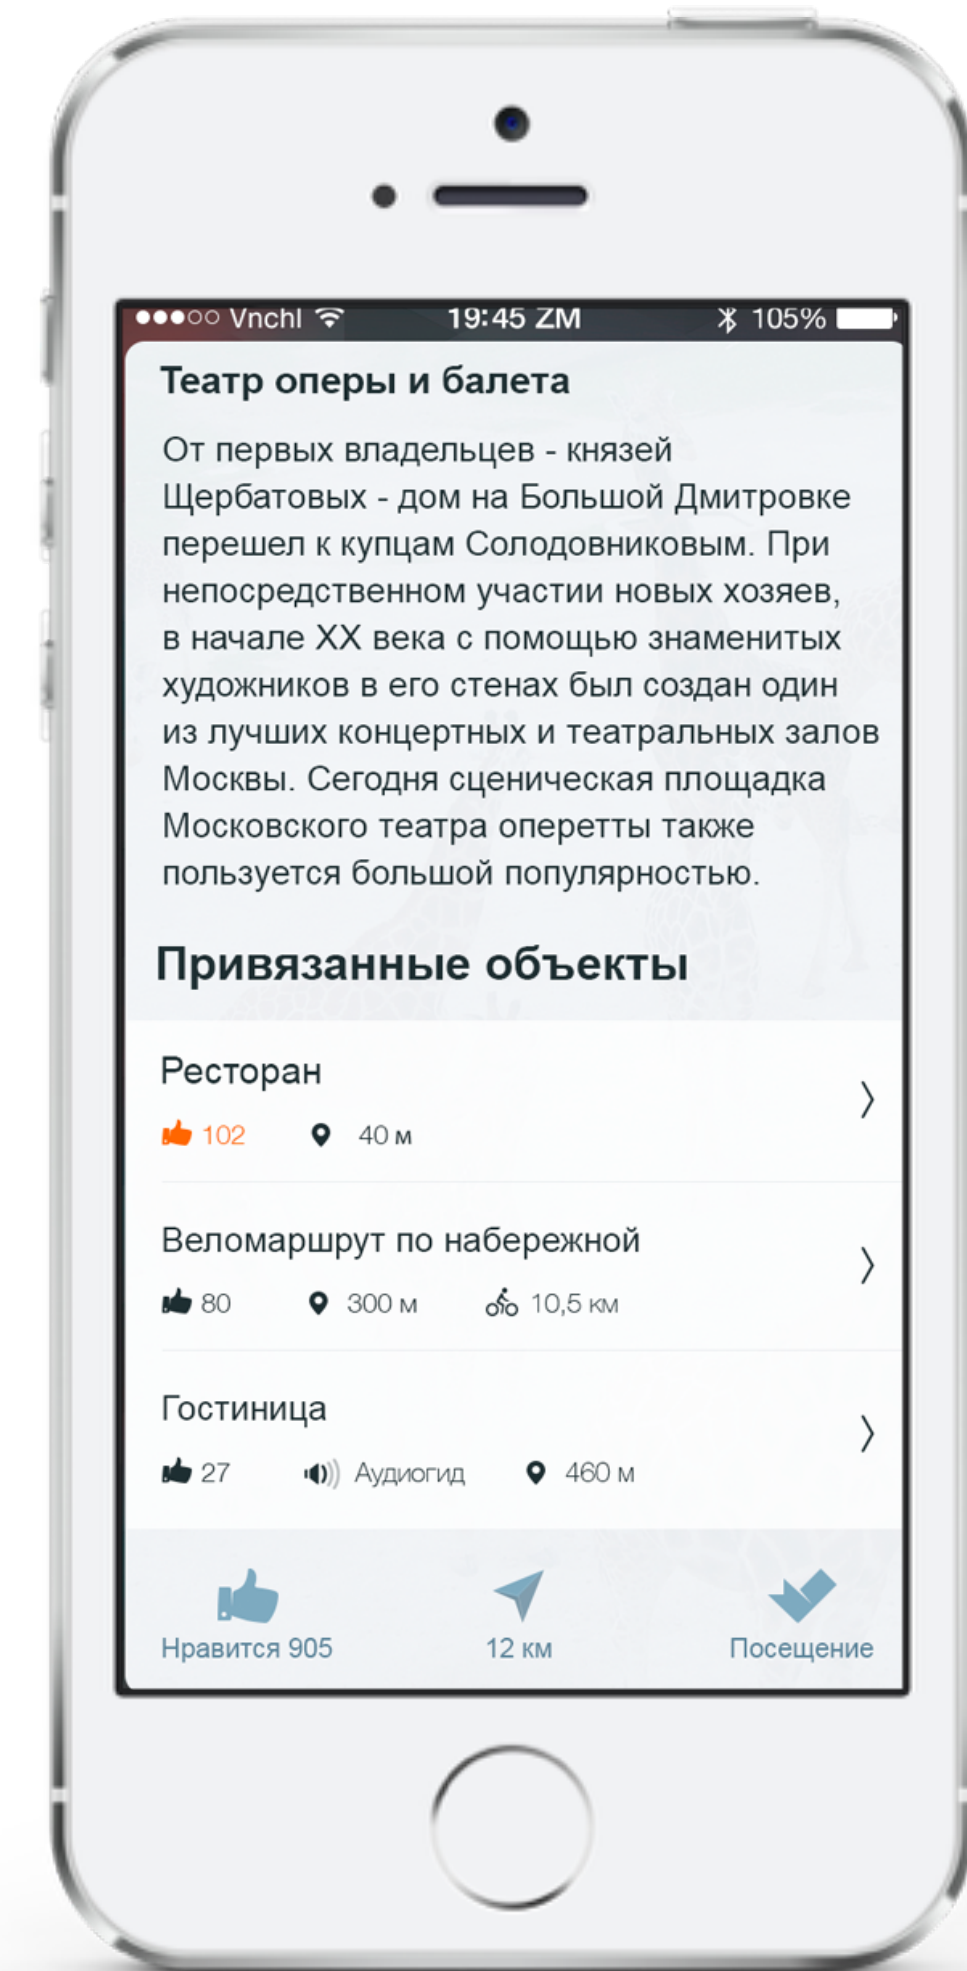 Vnchl 19:45 ZM 105%
Театр оперы и балета
От первых владельцев - князей
Щербатовых - дом на Большой Дмитровке
перешел к купцам Солодовниковым. При
непосредственном участии новых хозяев,
в начале XX века с помощью знаменитых
художников в его стенах был создан один
из лучших концертных и театральных залов
Москвы. Сегодня сценическая площадка
Московского театра оперетты также
пользуется большой популярностью.
Привязанные объекты
Ресторан
102 40 м
Веломаршрут по набережной
80 300 м 10,5 км
Гостиница
27 Аудиогид 460 м
Нравится 905 12 км Посещение